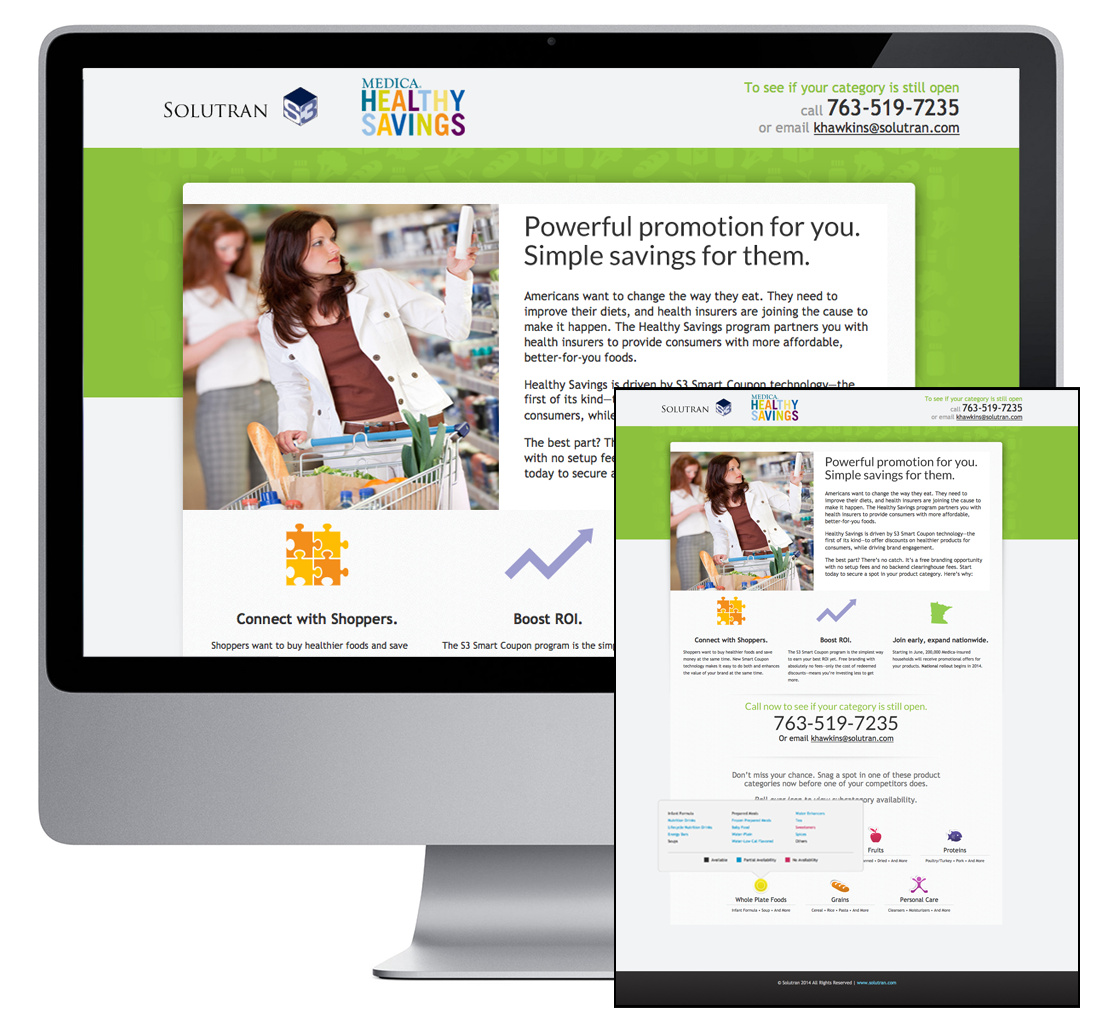 SOLUTRAN
S3
MEDICA.
HEALTHY
SAVINGS
To see if your category is still open
call 763-519-7235
or email khawkins@solutran.com
Powerful promotion for you.
Simple savings for them.
Americans want to change the way they eat. They need to
improve their diets, and health insurers are joining the cause to
make it happen. The Healthy Savings program partners you with
health insurers to provide consumers with more affordable,
better-for-you foods.
Healthy Savings is driven by S3 Smart Coupon technology—the
first of its kind—
consumers, while
The best part? Th
with no setup fee
today to secure a
Connect with Shoppers.
Shoppers want to buy healthier foods and save
Boost ROI.
The S3 Smart Coupon program is the simp
SOLUTRAN
S3
MEDICA.
HEALTHY
SAVINGS
To see if your category is still open
call 763-519-7235
or email khawkins@solutran.com
Powerful promotion for you.
Simple savings for them.
Americans want to change the way they eat. They need to
improve their diets, and health insurers are joining the cause to
make it happen. The Healthy Savings program partners you with
health insurers to provide consumers with more affordable,
better-for-you foods.
Healthy Savings is driven by S3 Smart Coupon technology—the
first of its kind—to offer discounts on healthier products for
consumers, while driving brand engagement.
The best part? There's no catch. It's a free branding opportunity
with no setup fees and no backend clearinghouse fees. Start
today to secure a spot in your product category. Here's why:
Connect with Shoppers.
Shoppers want to buy healthier foods and save
money at the same time. New Smart Coupon
technology makes it easy to do both and enhances
the value of your brand at the same time.
Boost ROI.
The S3 Smart Coupon program is the simplest way
to earn your best ROI yet. Free branding with
absolutely no fees—only the cost of redeemed
discounts—means you're investing less to get
more.
Join early, expand nationwide.
Starting in June, 200,000 Medica-insured
households will receive promotional offers for
your products. National rollout begins in 2014.
Call now to see if your category is still open.
763-519-7235
Or email khawkins@solutran.com
Don't miss your chance. Snag a spot in one of these product
categories now before one of your competitors does.
Roll over logo to view subcategory availability.
Infant Formula
Nutrition Drinks
Lifecycle Nutrition Drinks
Energy Bars
Soups
Prepared Meals
Frozen Prepared Meals
Baby Food
Water-Plain
Water-Low Cal Flavored
Water Enhancers
Tea
Sweeteners
Spices
Others
Available
Partial Availability
No Availability
Fruits
Dried • And More
Proteins
Poultry/Turkey • Pork • And More
Whole Plate Foods
Infant Formula • Soup • And More
Grains
Cereal • Rice • Pasta • And More
Personal Care
Cleansers • Moisturizers • And More
© Solutran 2014 All Rights Reserved | www.solutran.com